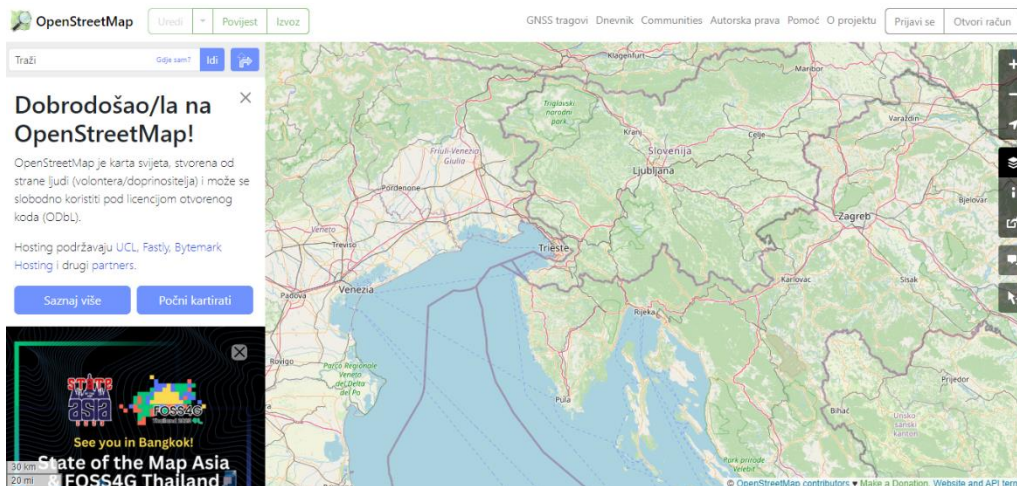 OpenStreetMap
Uredi
Povijest
Izvoz
GNSS tragovi Dnevnik Communities Autorska prava Pomoć O projektu
Prijavi se
Otvori račun
Traži
Gdje sam?
Idi
Dobrodošao/la na
OpenStreetMap!
OpenStreetMap je karta svijeta, stvorena od
strane ljudi (volontera/doprinositelja) i može se
slobodno koristiti pod licencijom otvorenog
koda (ODbL).
Hosting podržavaju UCL, Fastly, Bytemark
Hosting i drugi partners.
Saznaj više
Počni kartirati
STATE
ASIA
FOSS4G
See you in Bangkok!
State of the Map Asia
& FOSS4G Thailand
30 km
20 mi
Klagenfurt
Maribor
Triglavski
narodni
park
Varaždin
Kranj
Celje
Friuli-Venezia
Giulia
Slovenija
Ljubljana
Pordenone
Bjelovar
Zagreb
Veneto
Treviso
Trieste
Karlovac
Sisak
Padova
Venezia
Rijeka
Rovigo
Parco Regionale
Veneto
del Delta
del Po
Prijedor
Pula
Bihać
Unsko
sanski
kanton
Park prirode
Velebit
© OpenStreetMap contributors ♥ Make a Donation. Website and API term